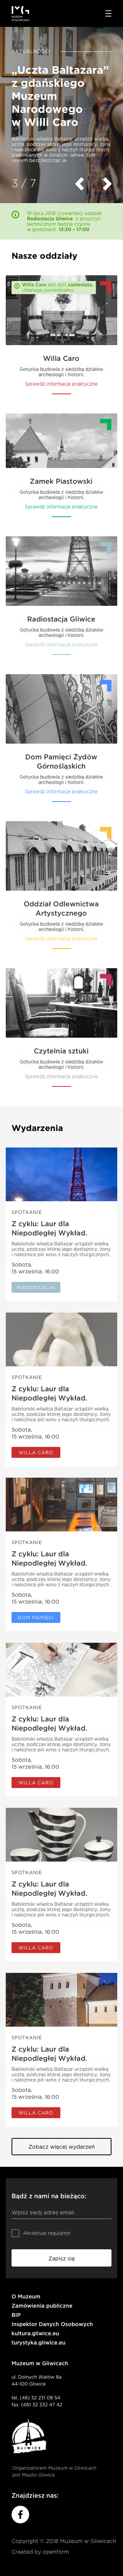 MUZEUM
W GLIWICACH
AKTUALNOŚCI
„Uczta Baltazara”
z gdańskiego
Muzeum
Narodowego
w Willi Caro
Babiloński władca Baltazar urządził wielką
ucztę, podczas której jego dostojnicy, żony
i nałożnice pili wino z naczyń liturgicznych
3 / 7
19 lipca 2018 (czwartek), oddział
Radiostacja Gliwice z przyczyn
technicznym będzie czynny
w godzinach 13:30 – 17:00
Nasze oddziały
Willa Caro jest dziś zamknięta.
Udanego poniedziałku.
Willa Caro
Gotycka budowla z siedzibą działów
archeologii i historii.
Sprawdź informacje praktyczne
Zamek Piastowski
Gotycka budowla z siedzibą działów
archeologii i historii.
Sprawdź informacje praktyczne
Radiostacja Gliwice
Gotycka budowla z siedzibą działów
archeologii i historii.
Sprawdź informacje praktyczne
Dom Pamięci Żydów
Górnośląskich
Gotycka budowla z siedzibą działów
archeologii i historii.
Sprawdź informacje praktyczne
Oddział Odlewnictwa
Artystycznego
Gotycka budowla z siedzibą działów
archeologii i historii.
Sprawdź informacje praktyczne
Czytelnia sztuki
Gotycka budowla z siedzibą działów
archeologii i historii.
Sprawdź informacje praktyczne
Wydarzenia
SPOTKANIE
Z cyklu: Laur dla
Niepodległej Wykład.
Babiloński władca Baltazar urządził wielką
ucztę, podczas której jego dostojnicy, żony
i nałożnice pili wino z naczyń liturgicznych.
Sobota,
15 września, 16:00
RADIOSTACJA
SPOTKANIE
Z cyklu: Laur dla
Niepodległej Wykład.
Babiloński władca Baltazar urządził wielką
ucztę, podczas której jego dostojnicy, żony
i nałożnice pili wino z naczyń liturgicznych.
Sobota,
15 września, 16:00
WILLA CARO
SPOTKANIE
Z cyklu: Laur dla
Niepodległej Wykład.
Babiloński władca Baltazar urządził wielką
ucztę, podczas której jego dostojnicy, żony
i nałożnice pili wino z naczyń liturgicznych.
Sobota,
15 września, 16:00
DOM PAMIĘCI
SPOTKANIE
Z cyklu: Laur dla
Niepodległej Wykład.
Babiloński władca Baltazar urządził wielką
ucztę, podczas której jego dostojnicy, żony
i nałożnice pili wino z naczyń liturgicznych.
Sobota,
15 września, 16:00
WILLA CARO
SPOTKANIE
Z cyklu: Laur dla
Niepodległej Wykład.
Babiloński władca Baltazar urządził wielką
ucztę, podczas której jego dostojnicy, żony
i nałożnice pili wino z naczyń liturgicznych.
Sobota,
15 września, 16:00
WILLA CARO
SPOTKANIE
Z cyklu: Laur dla
Niepodległej Wykład.
Babiloński władca Baltazar urządził wielką
ucztę, podczas której jego dostojnicy, żony
i nałożnice pili wino z naczyń liturgicznych.
Sobota,
15 września, 16:00
WILLA CARO
Zobacz więcej wydarzeń
Bądź z nami na bieżąco:
Wpisz swój adres email
Akceptuję regulamin
Zapisz się
O Muzeum
Zamówienia publiczne
BIP
Inspektor Danych Osobowych
kultura.gliwice.eu
turystyka.gliwice.eu
Muzeum w Gliwicach
ul. Dolnych Wałów 8a
44-100 Gliwice
tel. (48) 32 231 08 54
fax. (48) 32 332 47 42
GLIWICE
Organizatorem Muzeum w Gliwicach
jest Miasto Gliwice
Znajdziesz nas:
Copyright © 2018 Muzeum w Gliwicach
Created by openform